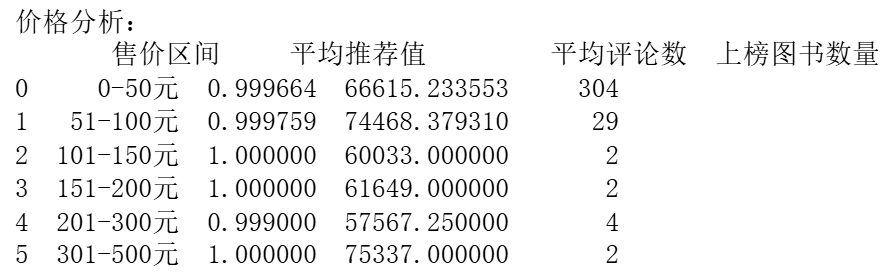 价格分析：
售价区间 平均推荐值 平均评论数 上榜图书数量
0 0-50元 0.999664 66615.233553 304
1 51-100元 0.999759 74468.379310 29
2 101-150元 1.000000 60033.000000 2
3 151-200元 1.000000 61649.000000 2
4 201-300元 0.999000 57567.250000 4
5 301-500元 1.000000 75337.000000 2